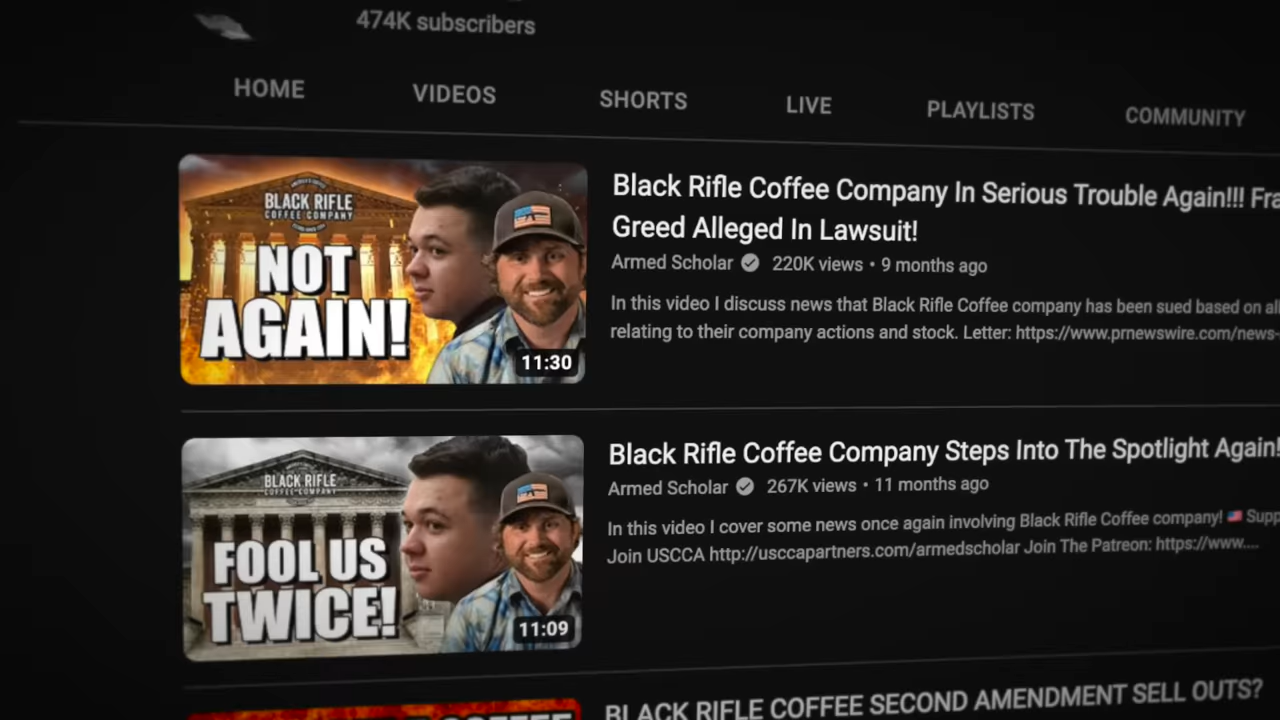 474K subscribers
HOME VIDEOS SHORTS LIVE PLAYLISTS COMMUNITY
BLACK RIFLE
COFFEE COMPANY
NOT
AGAIN!
11:30
Black Rifle Coffee Company In Serious Trouble Again!!! Fra
Greed Alleged In Lawsuit!
Armed Scholar 220K views • 9 months ago
In this video I discuss news that Black Rifle Coffee company has been sued based on al
relating to their company actions and stock. Letter: https://www.prnewswire.com/news-
BLACK RIFLE
COFFEE COMPANY
FOOL US
TWICE!
11:09
Black Rifle Coffee Company Steps Into The Spotlight Again!
Armed Scholar 267K views • 11 months ago
In this video I cover some news once again involving Black Rifle Coffee company! 🇺🇸 Supp
Join USCCA http://usccapartners.com/armedscholar Join The Patreon: https://www....
COFFEE
BLACK RIFLE COFFEE SECOND AMENDMENT SELL OUTS?